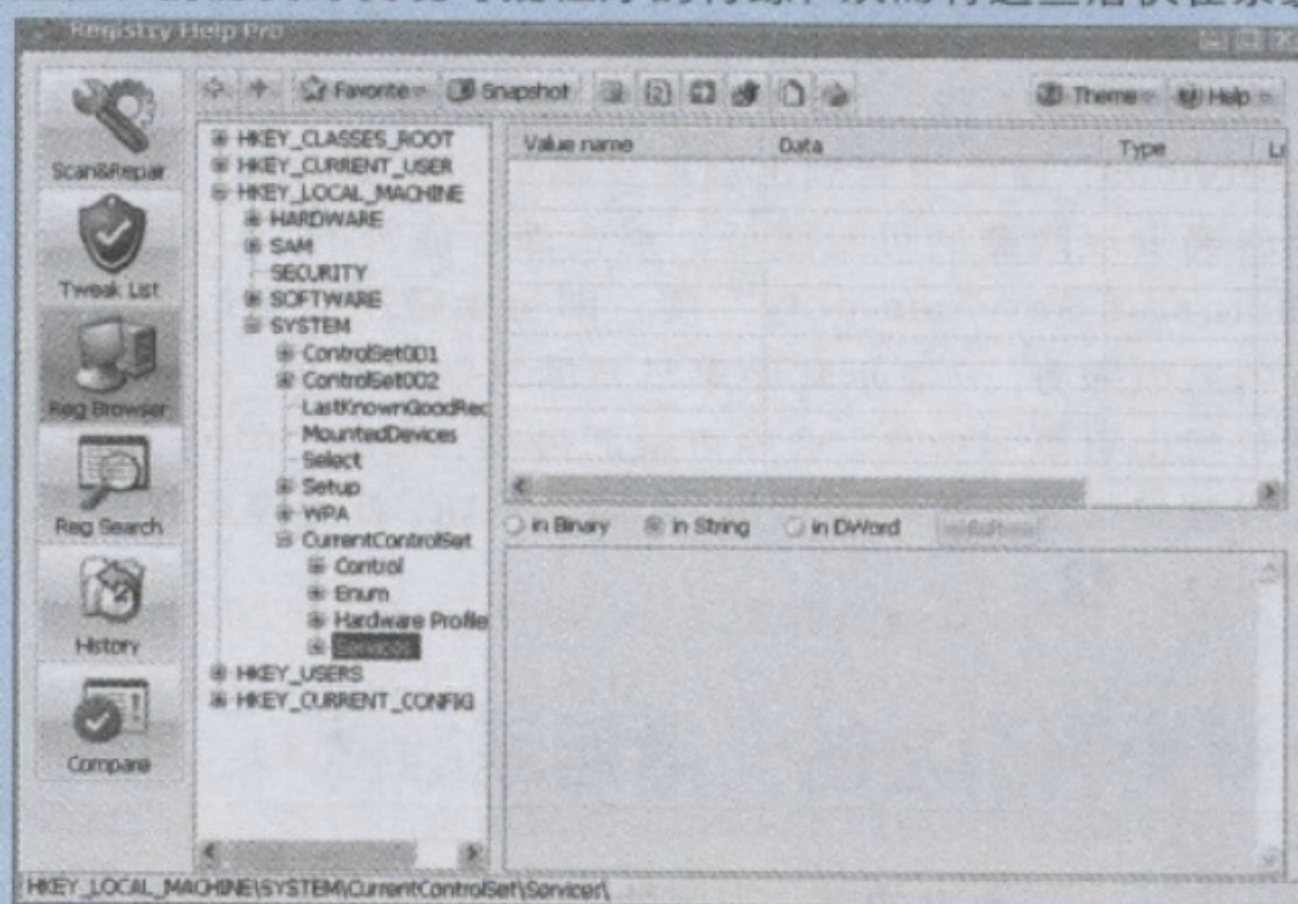 Registry Help Pro
Favorite Snapshot Theme Help
Scan&Repair
Tweak List
Reg Browser
Reg Search
History
Compare
HKEY_CLASSES_ROOT
HKEY_CURRENT_USER
HKEY_LOCAL_MACHINE
HARDWARE
SAM
SECURITY
SOFTWARE
SYSTEM
ControlSet001
ControlSet002
LastKnownGoodRec
MountedDevices
Select
Setup
WPA
CurrentControlSet
Control
Enum
Hardware Profile
Services
HKEY_USERS
HKEY_CURRENT_CONFIG
Value name Data Type
in Binary in String in DWord
HKEY_LOCAL_MACHINE\SYSTEM\CurrentControlSet\Services\